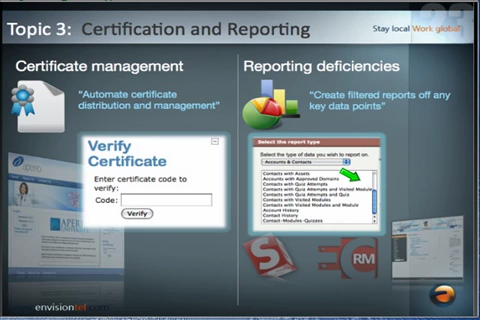 Topic 3: Certification and Reporting
Stay local Work global
Certificate management
"Automate certificate
distribution and management"
Verify
Certificate
Enter certificate code to
verify:
Code:
Verify
Reporting deficiencies
"Create filtered reports off any
key data points"
Select the report type
Select the type of data you wish to report on.
Accounts & Contacts
Contacts with Assets
Accounts with Approved Domains
Contacts with Quiz Attempts
Contacts with Quiz Attempts and Visited Module
Contacts with Quiz Attempts and Quiz
Contacts with Visited Modules
Contacts with Visited Modules and Module
Account History
Contact History
Contact-Modules-Quizzes
S
RM
envisiontel.com